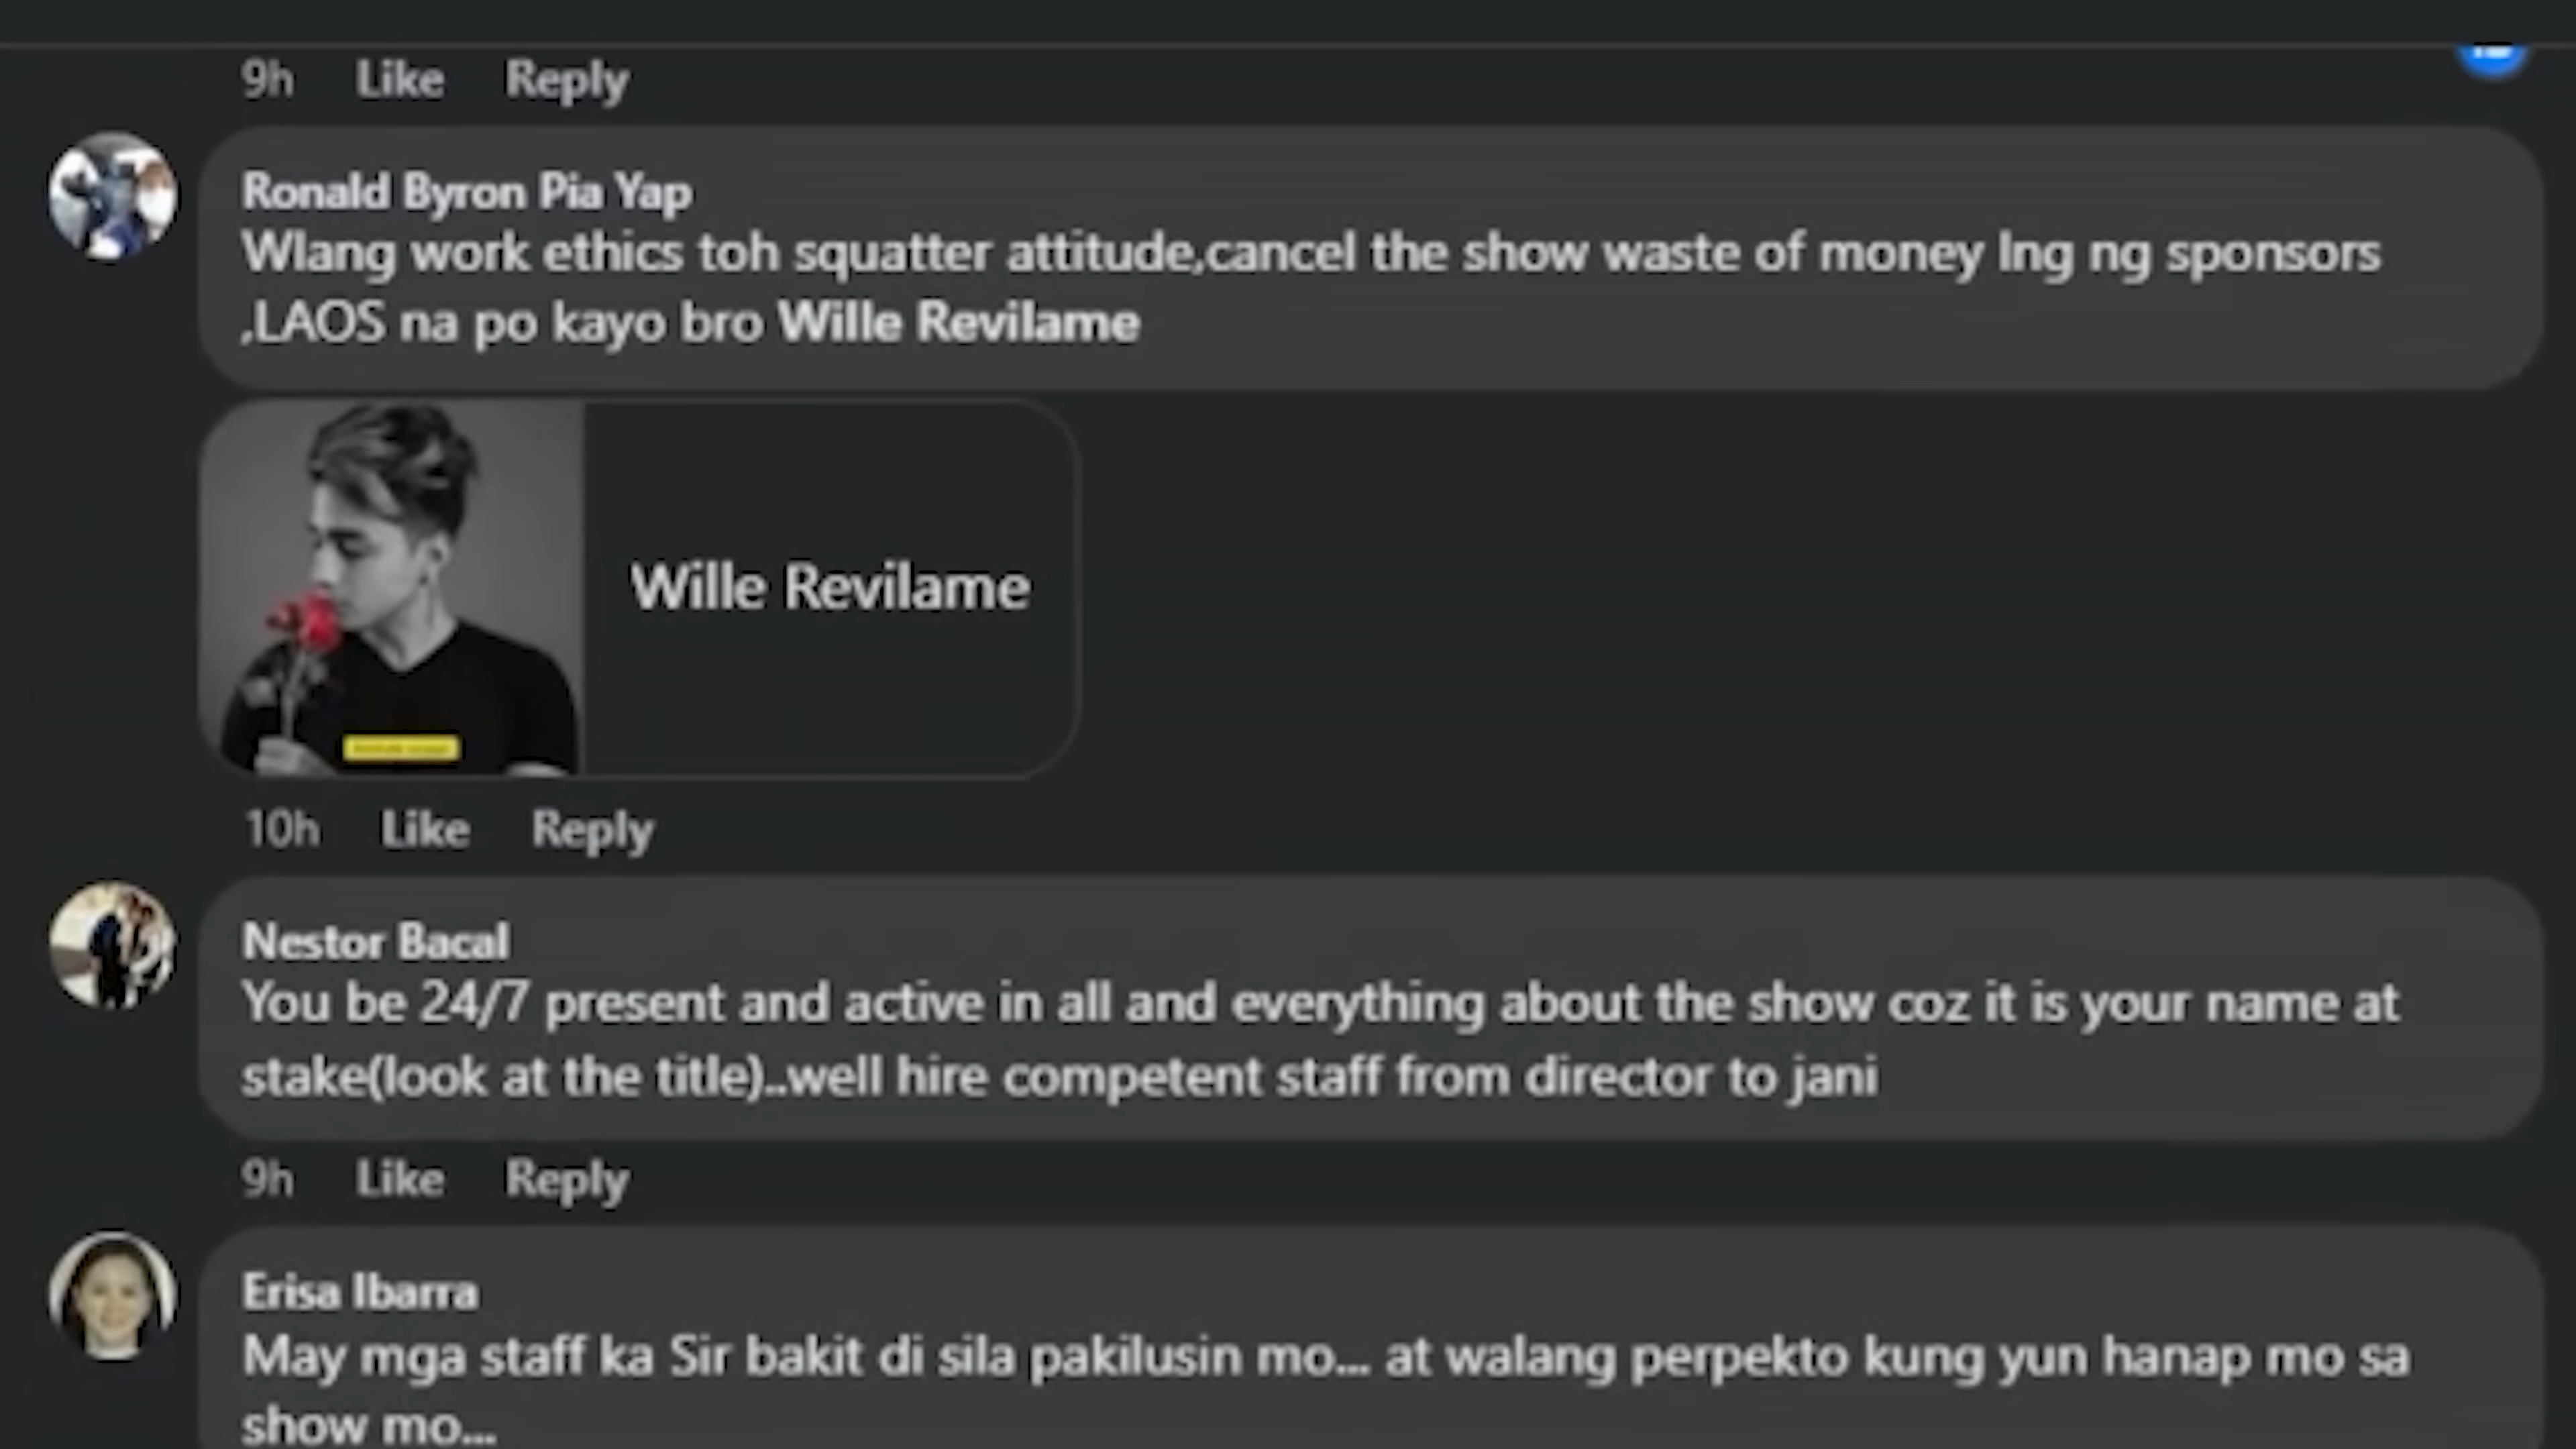 9h Like Reply
Ronald Byron Pia Yap
Wlang work ethics toh squatter attitude,cancel the show waste of money lng ng sponsors
,LAOS na po kayo bro Wille Revilame
Wille Revilame
10h Like Reply
Nestor Bacal
You be 24/7 present and active in all and everything about the show coz it is your name at
stake(look at the title)..well hire competent staff from director to jani
9h Like Reply
Erisa Ibarra
May mga staff ka Sir bakit di sila pakilusin mo... at walang perpekto kung yun hanap mo sa
show mo...